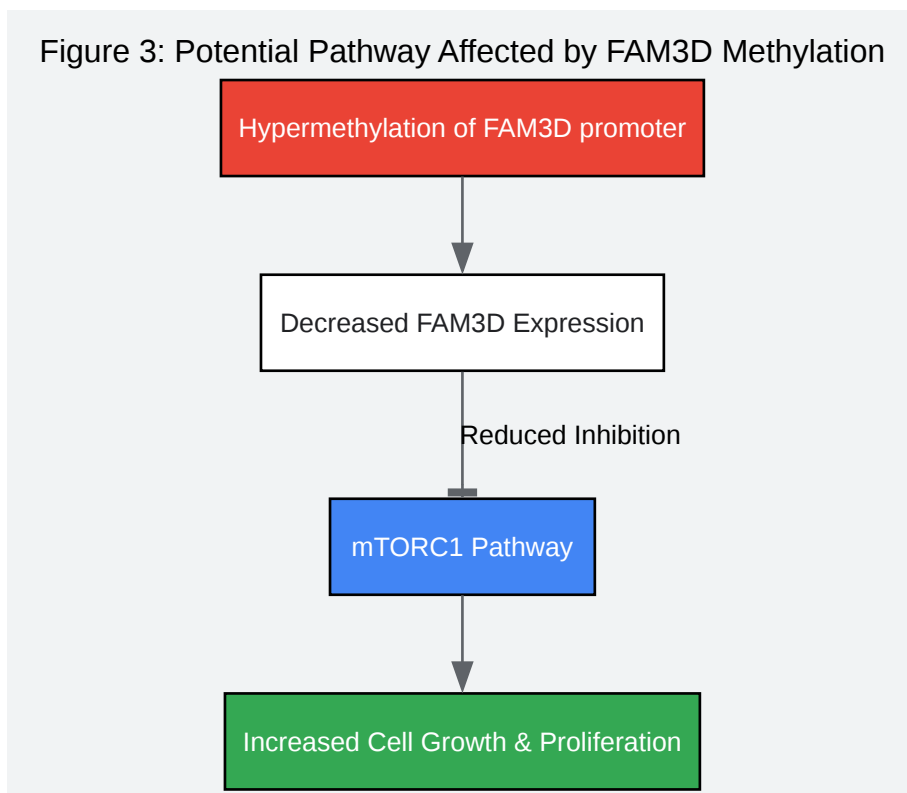 Figure 3: Potential Pathway Affected by FAM3D Methylation
Hypermethylation of FAM3D promoter
Decreased FAM3D Expression
Reduced Inhibition
mTORC1 Pathway
Increased Cell Growth & Proliferation